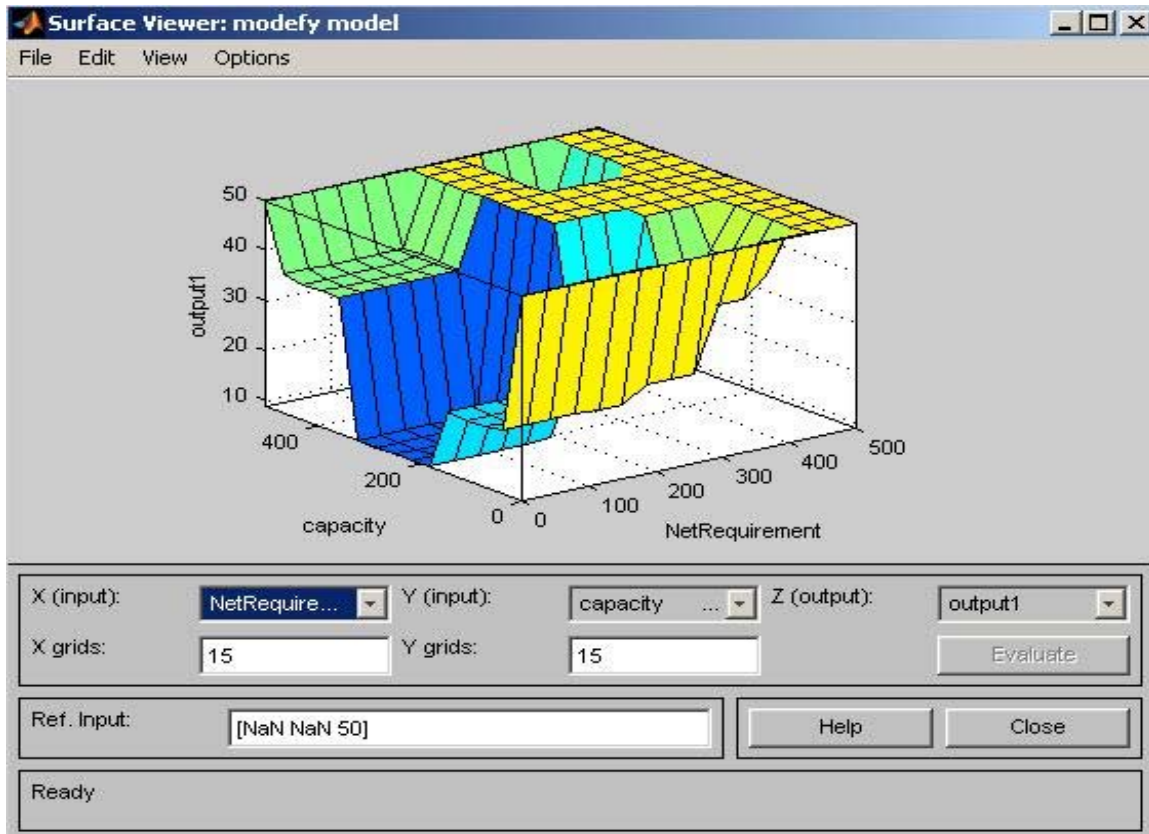 Surface Viewer: modefy model
File Edit View Options
50
40
30
20
10
output1
400
200
0
capacity
0
100
200
300
400
500
NetRequirement
X (input): NetRequire... Y (input): capacity ... Z (output): output1
X grids: 15 Y grids: 15 Evaluate
Ref. Input: [NaN NaN 50] Help Close
Ready